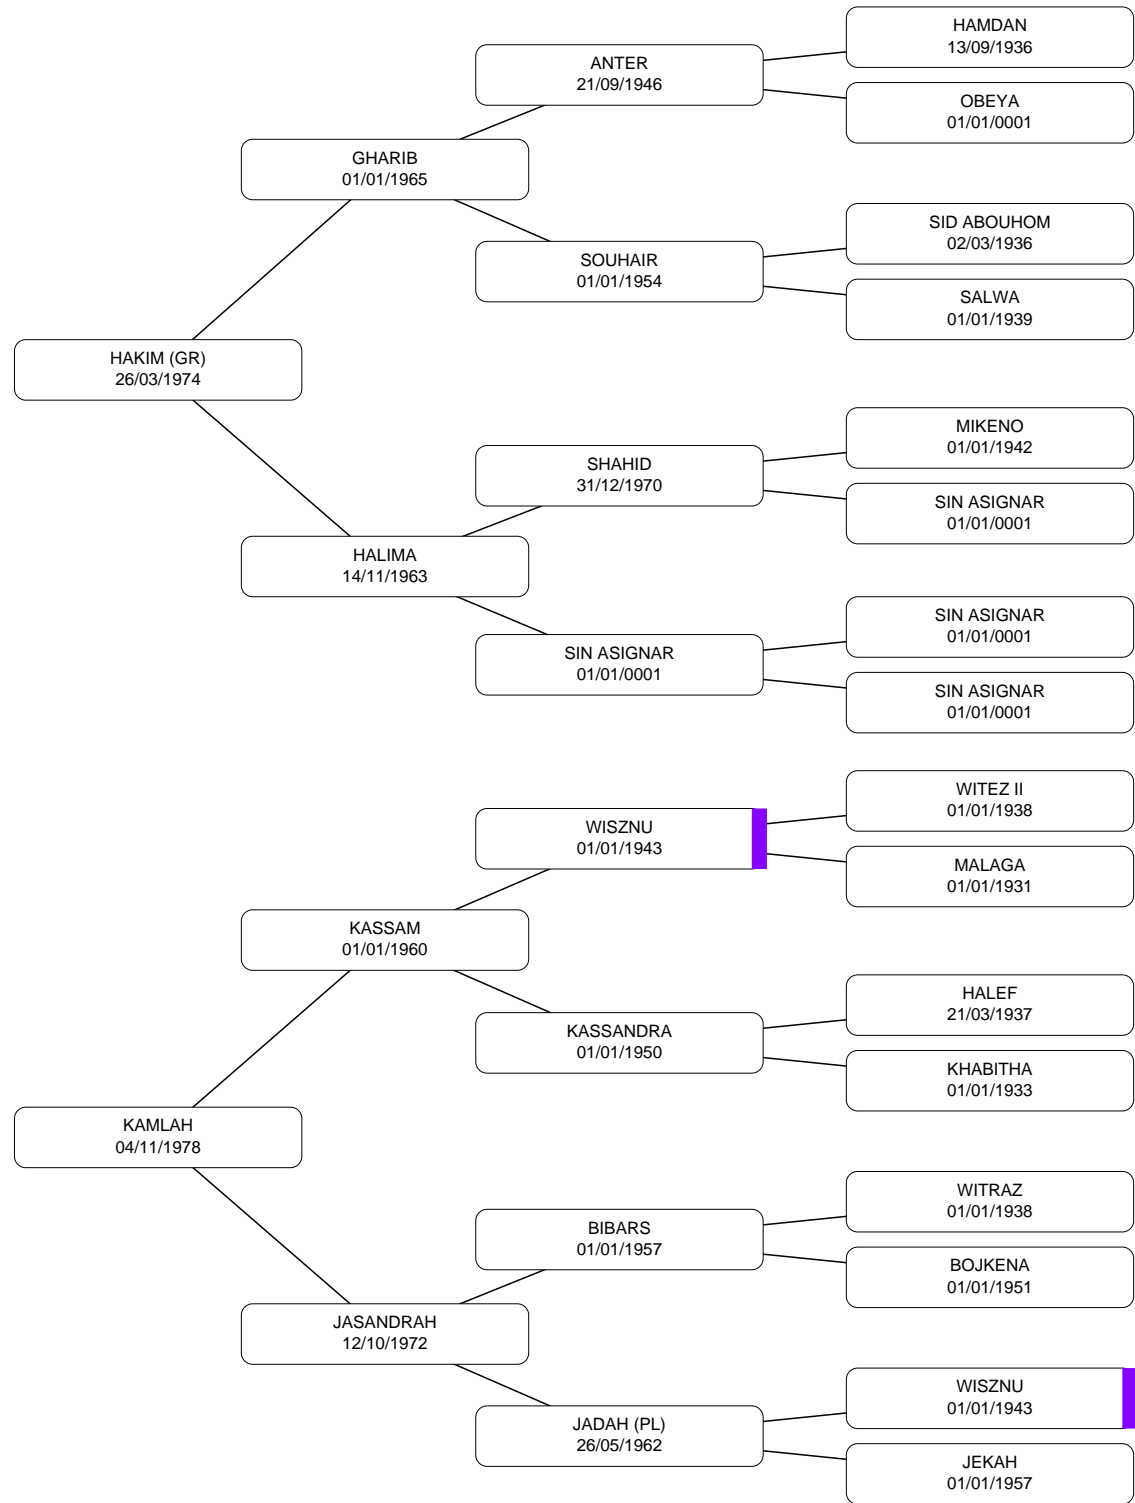 HAMDAN
13/09/1936
ANTER
21/09/1946
OBEYA
01/01/0001
GHARIB
01/01/1965
SID ABOUHOM
02/03/1936
SOUHAIR
01/01/1954
SALWA
01/01/1939
HAKIM (GR)
26/03/1974
MIKENO
01/01/1942
SHAHID
31/12/1970
SIN ASIGNAR
01/01/0001
HALIMA
14/11/1963
SIN ASIGNAR
01/01/0001
SIN ASIGNAR
01/01/0001
SIN ASIGNAR
01/01/0001
WITEZ II
01/01/1938
WISZNU
01/01/1943
MALAGA
01/01/1931
KASSAM
01/01/1960
HALEF
21/03/1937
KASSANDRA
01/01/1950
KHABITHA
01/01/1933
KAMLAH
04/11/1978
WITRAZ
01/01/1938
BIBARS
01/01/1957
BOJKENA
01/01/1951
JASANDRAH
12/10/1972
WISZNU
01/01/1943
JADAH (PL)
26/05/1962
JEKAH
01/01/1957